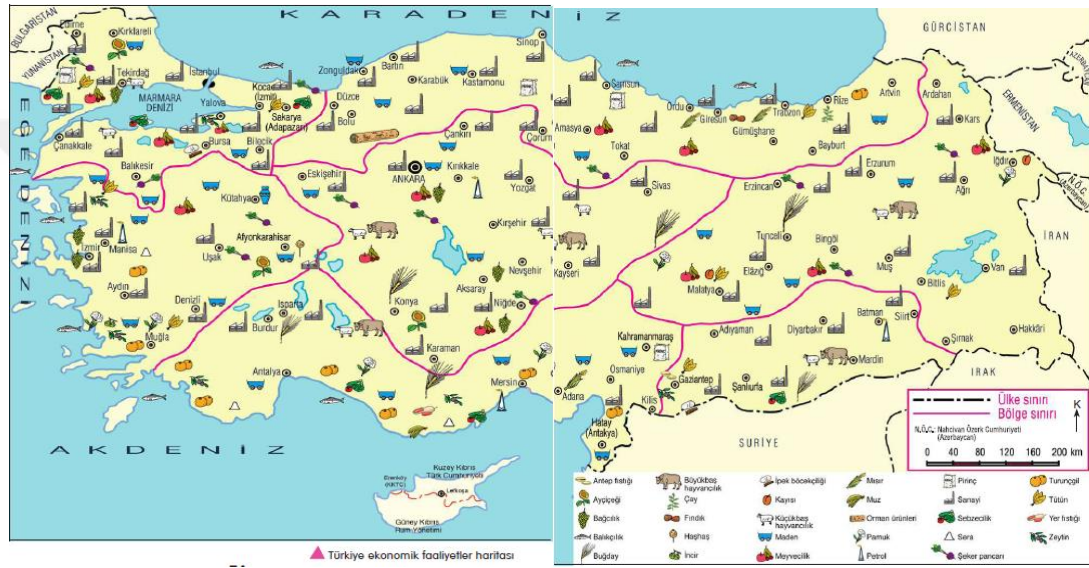 KARADENİZ
BULGARİSTAN
YUNANİSTAN
Edirne
Kırklareli
Tekirdağ
İstanbul
MARMARA
DENİZİ
Yalova
Koca
(İzmit)
Sakarya
(Adapazarı)
Düzce
Bolu
Zonguldak
Bartın
Karabük
Kastamonu
Sinop
Çankırı
Çorum
Çanakkale
Bursa
Bilecik
Balıkesir
Eskişehir
ANKARA
Kırıkkale
Yozgat
Kütahya
Kırşehir
EGE DENİZİ
İzmir
Manisa
Uşak
Afyonkarahisar
Nevşehir
Aksaray
Aydın
Denizli
Isparta
Burdur
Konya
Niğde
Muğla
Antalya
Karaman
Mersin
AKDENİZ
Kuzey Kıbrıs
Türk Cumhuriyeti
Erenköy
(KKTC)
Lefkoşa
Güney Kıbrıs
Rum Yönetimi
Türkiye ekonomik faaliyetler haritası
GÜRCİSTAN
ERMENİSTAN
N.Ö.C.
(Azerbaycan)
İRAN
IRAK
SURİYE
Samsun
Ordu
Giresun
Trabzon
Rize
Artvin
Ardahan
Kars
Amasya
Tokat
Gümüşhane
Bayburt
Iğdır
Sivas
Erzincan
Erzurum
Ağrı
Kayseri
Tunceli
Bingöl
Elazığ
Muş
Van
Malatya
Bitlis
Batman
Siirt
Kahramanmaraş
Adıyaman
Diyarbakır
Şırnak
Hakkâri
Osmaniye
Mardin
Adana
Gaziantep
Şanlıurfa
Kilis
Hatay
(Antakya)
Ülke sınırı
Bölge sınırı
K
N.Ö.C.- Nahcivan Özerk Cumhuriyeti
(Azerbaycan)
0 40 80 120 160 200 km
Antep fıstığı
Ayçiçeği
Bağcılık
Balıkçılık
Buğday
Büyükbaş
hayvancılık
Çay
Fındık
Haşhaş
İncir
İpek böcekçiliği
Kayısı
Küçükbaş
hayvancılık
Maden
Meyvecilik
Mısır
Muz
Orman ürünleri
Pamuk
Petrol
Pirinç
Sanayi
Sebzecilik
Sera
Şeker pancarı
Turunçgil
Tütün
Yer fıstığı
Zeytin